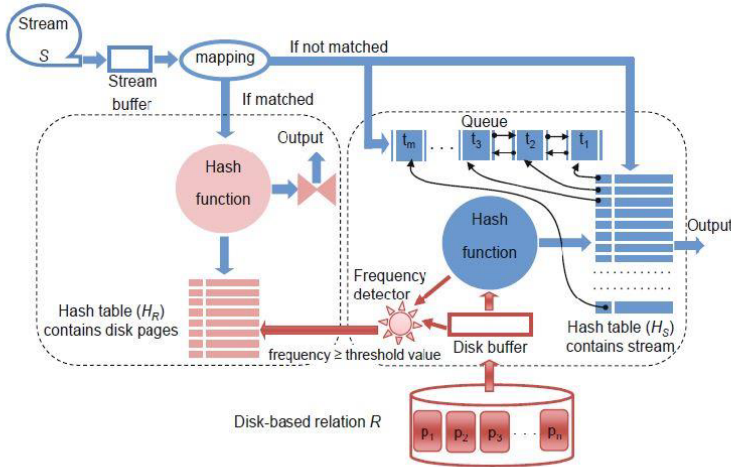 Stream
S
Stream
buffer
mapping
If not matched
If matched
Output
Hash
function
Queue
tm
. . .
t3
t2
t1
Hash
function
Output
Frequency
detector
Hash table (HR)
contains disk pages
frequency ≥ threshold value
Disk buffer
Hash table (HS)
contains stream
Disk-based relation R
p1
p2
p3
. . .
pn